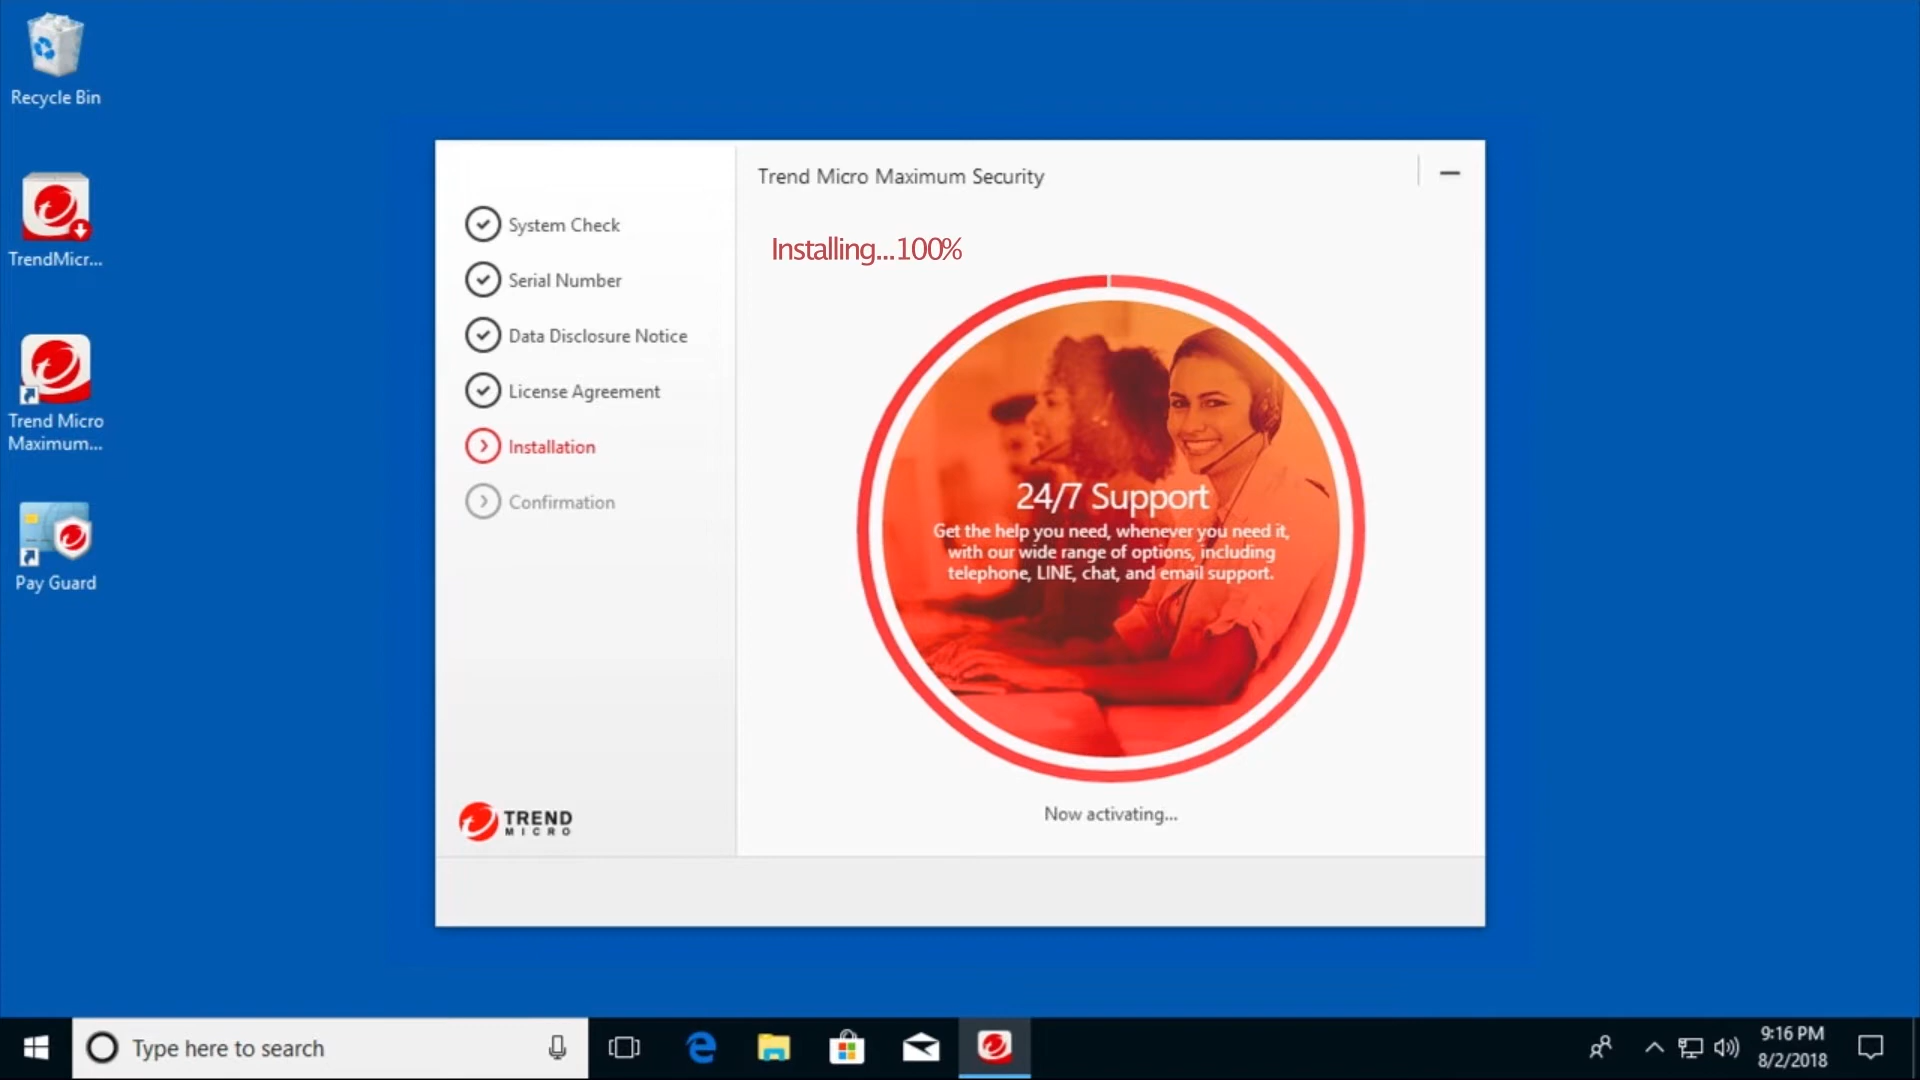 Recycle Bin
TrendMicr...
Trend Micro
Maximum...
Pay Guard
System Check
Serial Number
Data Disclosure Notice
License Agreement
Installation
Confirmation
TREND
MICRO
Trend Micro Maximum Security
Installing...100%
24/7 Support
Get the help you need, whenever you need it,
with our wide range of options, including
telephone, LINE, chat, and email support.
Now activating...
Type here to search
9:16 PM
8/2/2018